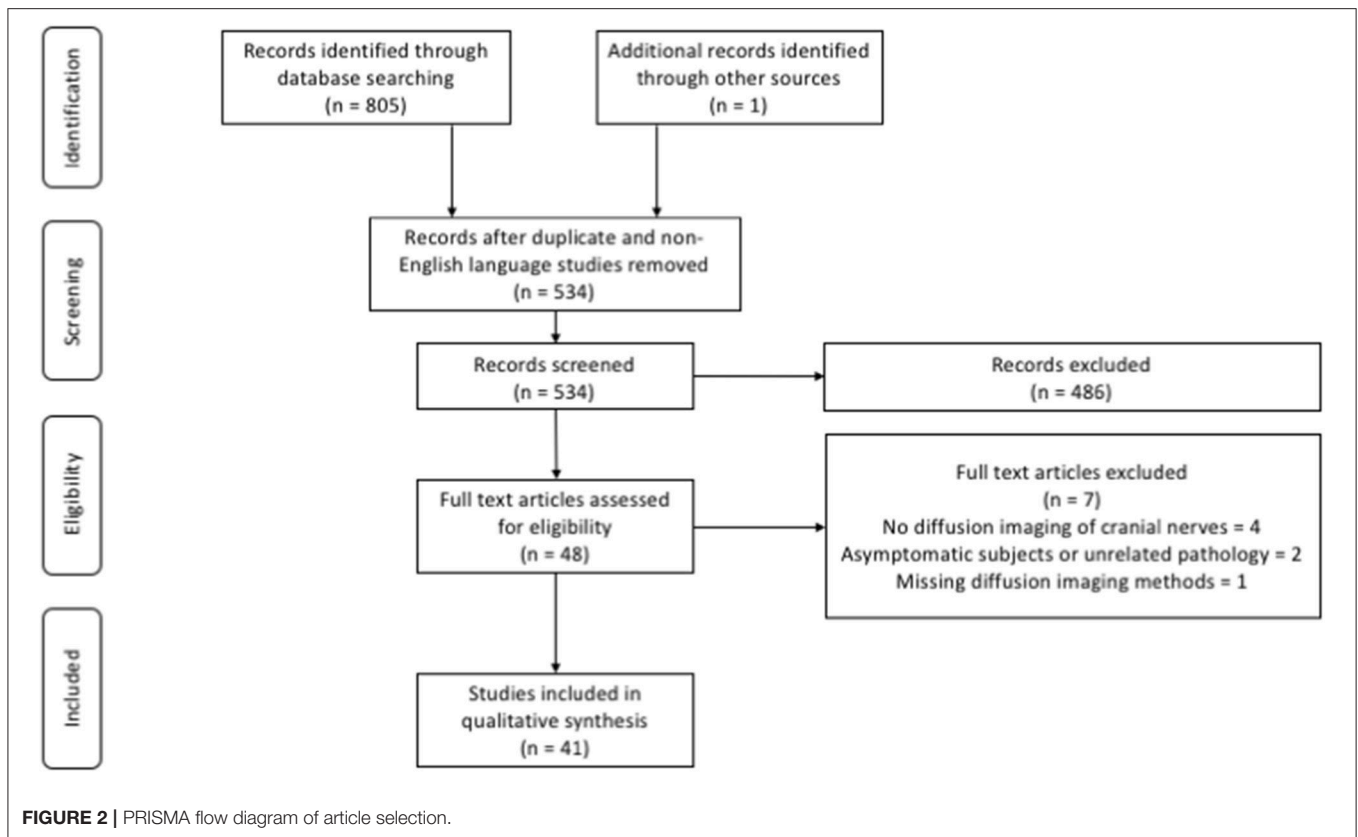 Identification
Records identified through
database searching
(n = 805)
Additional records identified
through other sources
(n = 1)
Screening
Records after duplicate and non-
English language studies removed
(n = 534)
Records screened
(n = 534)
Records excluded
(n = 486)
Eligibility
Full text articles assessed
for eligibility
(n = 48)
Full text articles excluded
(n = 7)
No diffusion imaging of cranial nerves = 4
Asymptomatic subjects or unrelated pathology = 2
Missing diffusion imaging methods = 1
Included
Studies included in
qualitative synthesis
(n = 41)
FIGURE 2 | PRISMA flow diagram of article selection.